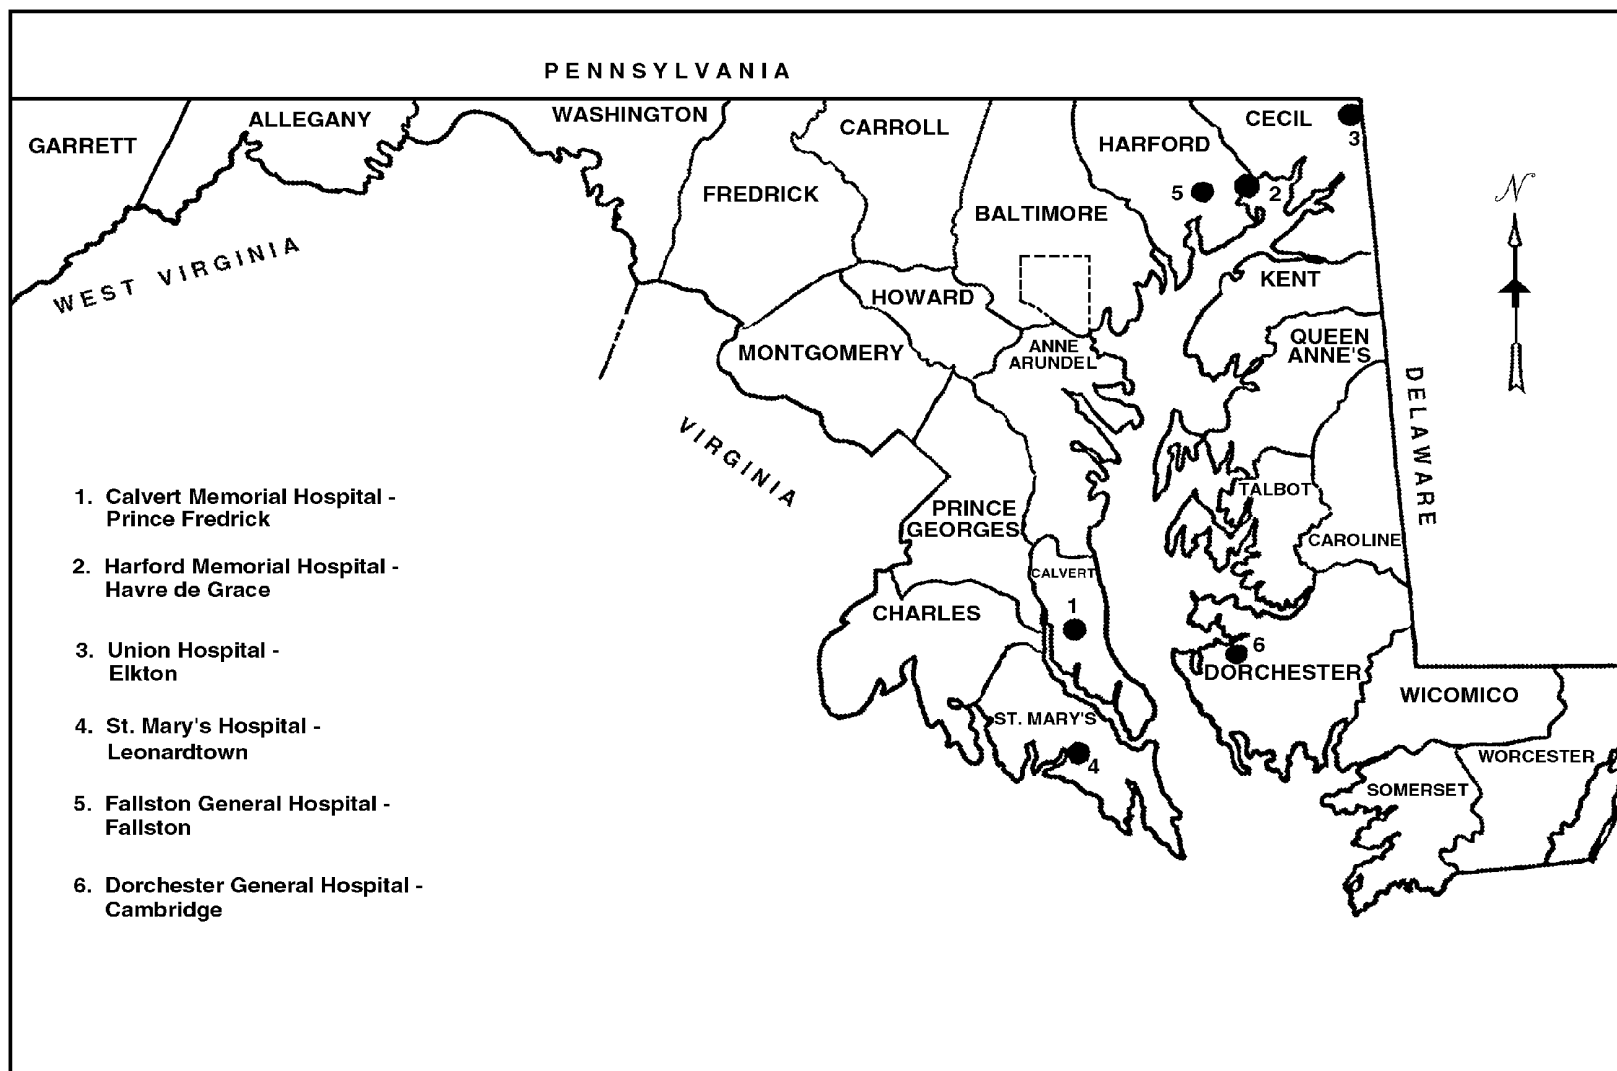 PENNSYLVANIA
GARRETT
ALLEGANY
WASHINGTON
CARROLL
HARFORD
CECIL
3
FREDRICK
BALTIMORE
5
2
N
WEST VIRGINIA
HOWARD
KENT
MONTGOMERY
ANNE
ARUNDEL
QUEEN
ANNE'S
DELAWARE
VIRGINIA
TALBOT
PRINCE
GEORGES
CAROLINE
CALVERT
1
CHARLES
6
DORCHESTER
WICOMICO
ST. MARY'S
4
WORCESTER
SOMERSET
1. Calvert Memorial Hospital -
Prince Fredrick
2. Harford Memorial Hospital -
Havre de Grace
3. Union Hospital -
Elkton
4. St. Mary's Hospital -
Leonardtown
5. Fallston General Hospital -
Fallston
6. Dorchester General Hospital -
Cambridge